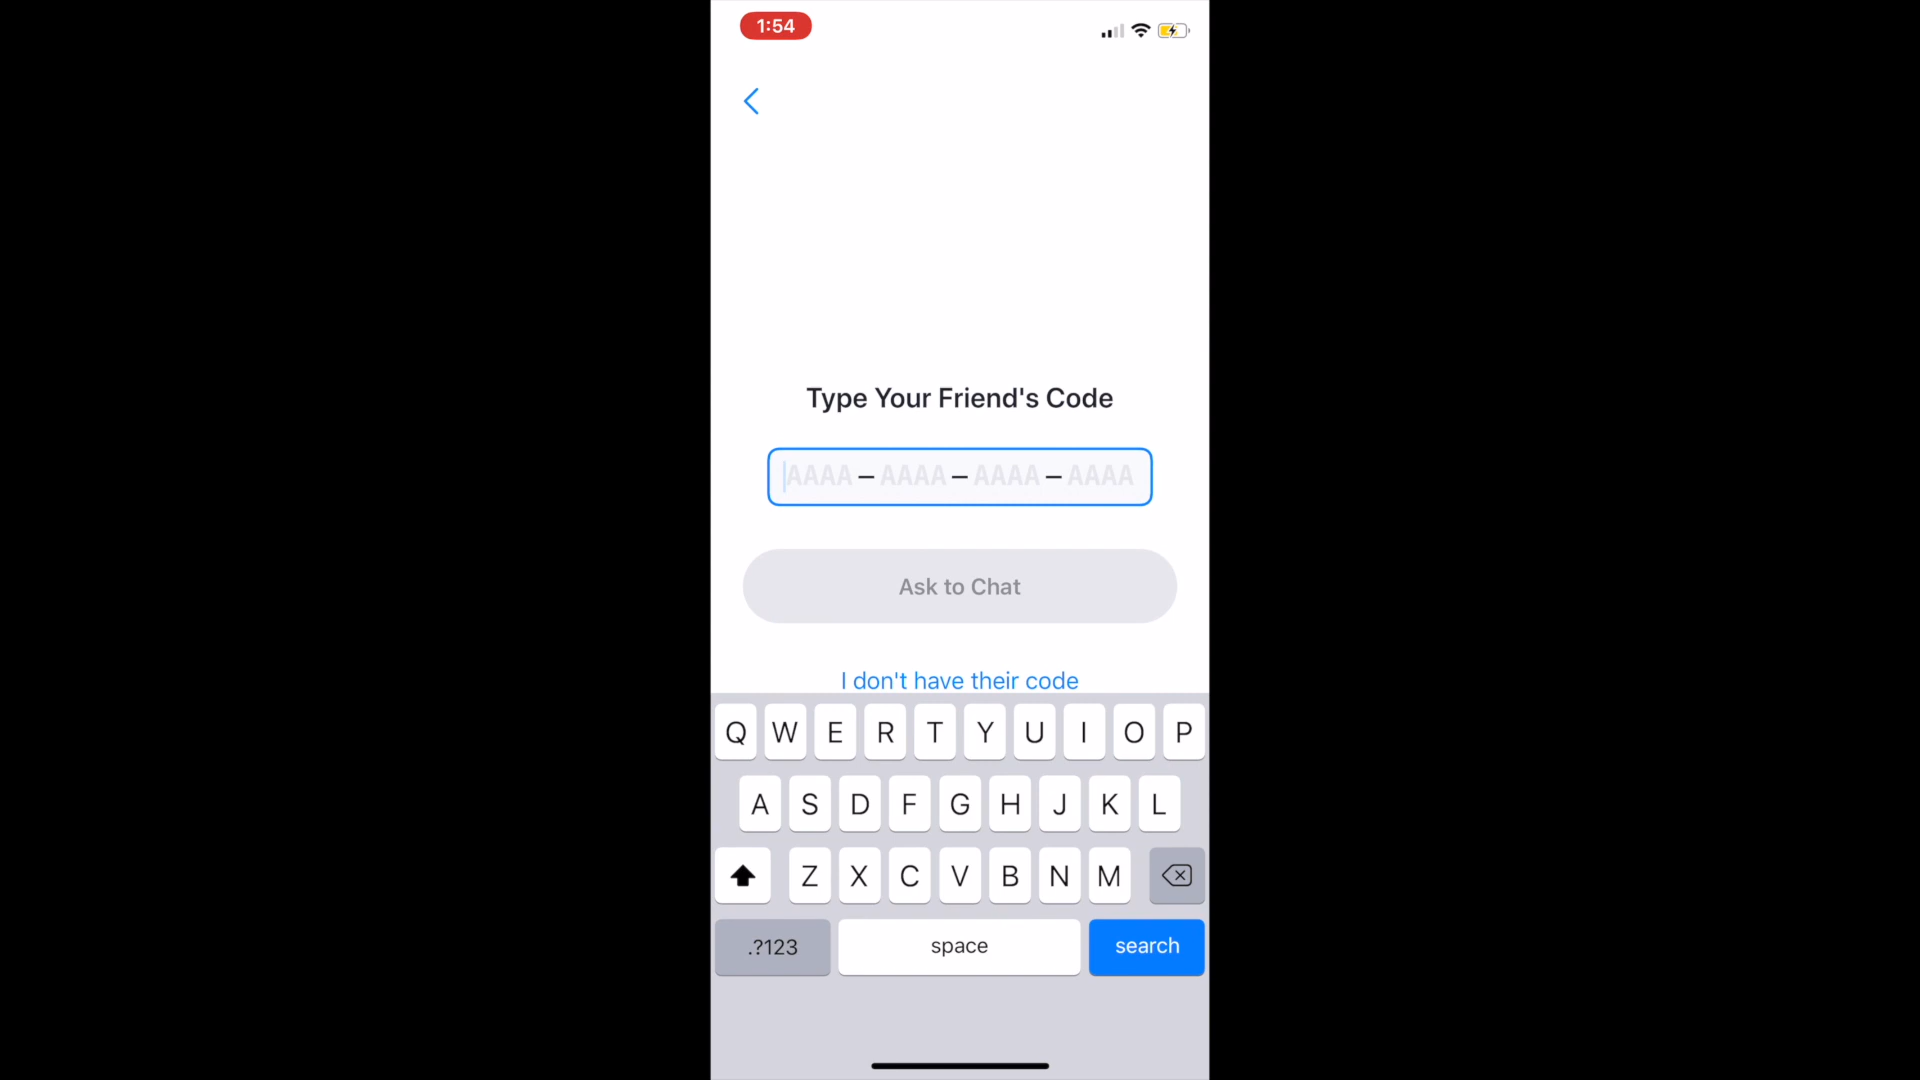 1:54
Type Your Friend's Code
AAAA – AAAA – AAAA – AAAA
Ask to Chat
I don't have their code
Q W E R T Y U I O P
A S D F G H J K L
Z X C V B N M
.?123 space search